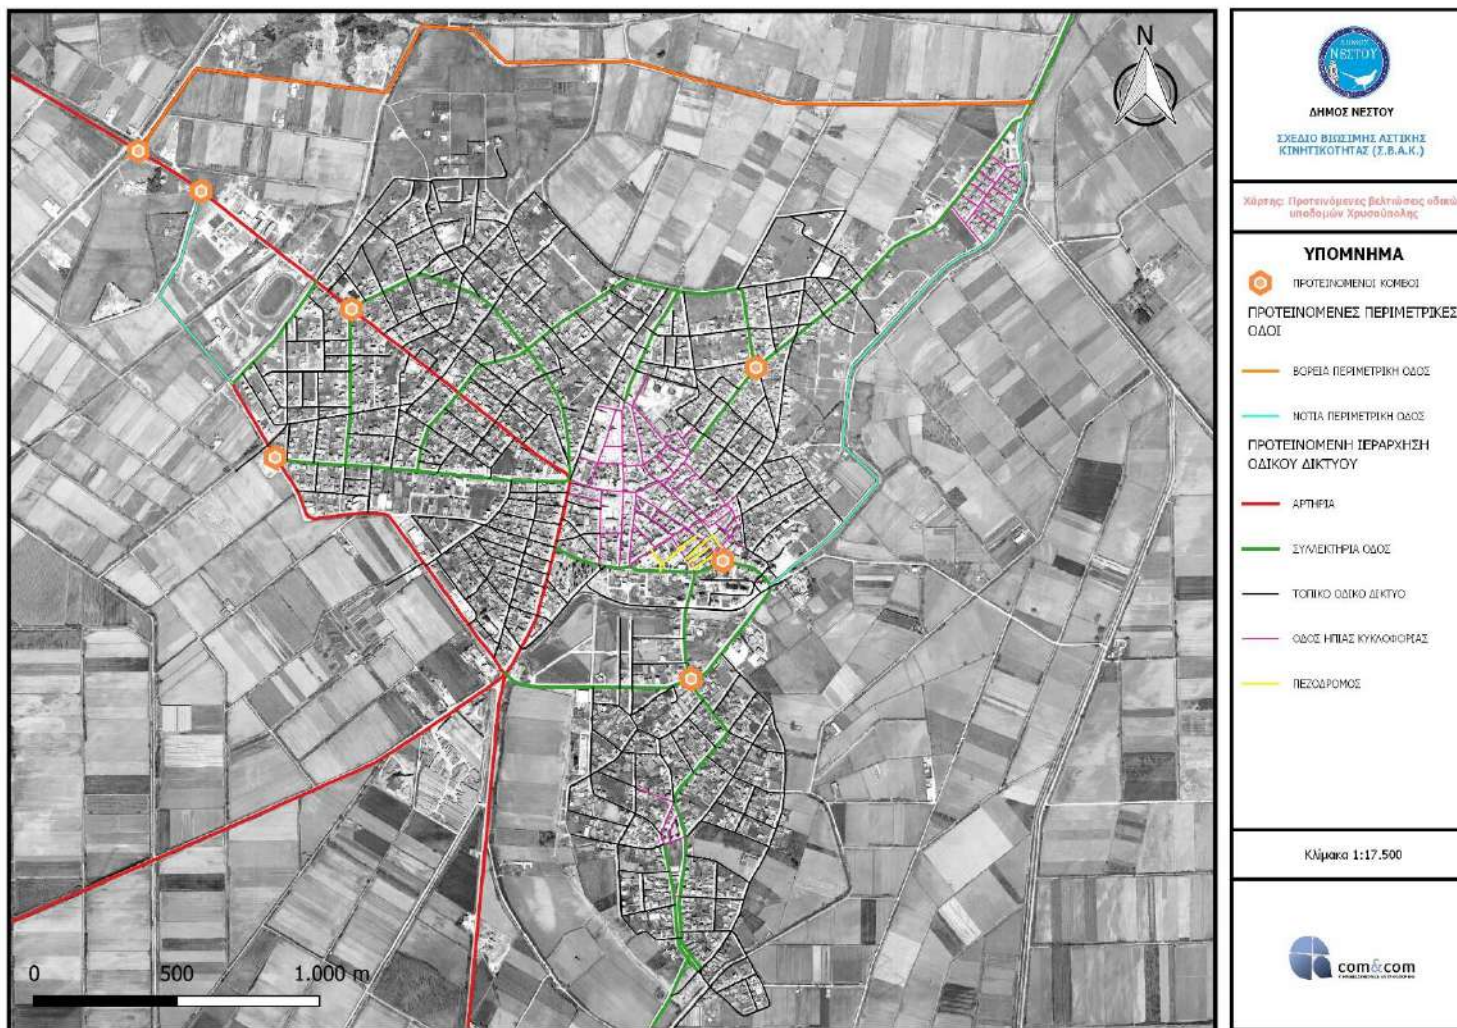 N
0
500
1.000 m
ΔΗΜΟΣ
ΝΕΣΤΟΥ
ΔΗΜΟΣ ΝΕΣΤΟΥ
ΣΧΕΔΙΟ ΒΙΩΣΙΜΗΣ ΑΣΤΙΚΗΣ
ΚΙΝΗΤΙΚΟΤΗΤΑΣ (Σ.Β.Α.Κ.)
Χάρτης: Προτεινόμενες βελτιώσεις οδικών
υποδομών Χρυσούπολης
ΥΠΟΜΝΗΜΑ
ΠΡΟΤΕΙΝΟΜΕΝΟΙ ΚΟΜΒΟΙ
ΠΡΟΤΕΙΝΟΜΕΝΕΣ ΠΕΡΙΜΕΤΡΙΚΕΣ
ΟΔΟΙ
ΒΟΡΕΙΑ ΠΕΡΙΜΕΤΡΙΚΗ ΟΔΟΣ
ΝΟΤΙΑ ΠΕΡΙΜΕΤΡΙΚΗ ΟΔΟΣ
ΠΡΟΤΕΙΝΟΜΕΝΗ ΙΕΡΑΡΧΗΣΗ
ΟΔΙΚΟΥ ΔΙΚΤΥΟΥ
ΑΡΤΗΡΙΑ
ΣΥΛΛΕΚΤΗΡΙΑ ΟΔΟΣ
ΤΟΠΙΚΟ ΟΔΙΚΟ ΔΙΚΤΥΟ
ΟΔΟΣ ΗΠΙΑΣ ΚΥΚΛΟΦΟΡΙΑΣ
ΠΕΖΟΔΡΟΜΟΣ
Κλίμακα 1:17.500
com&com